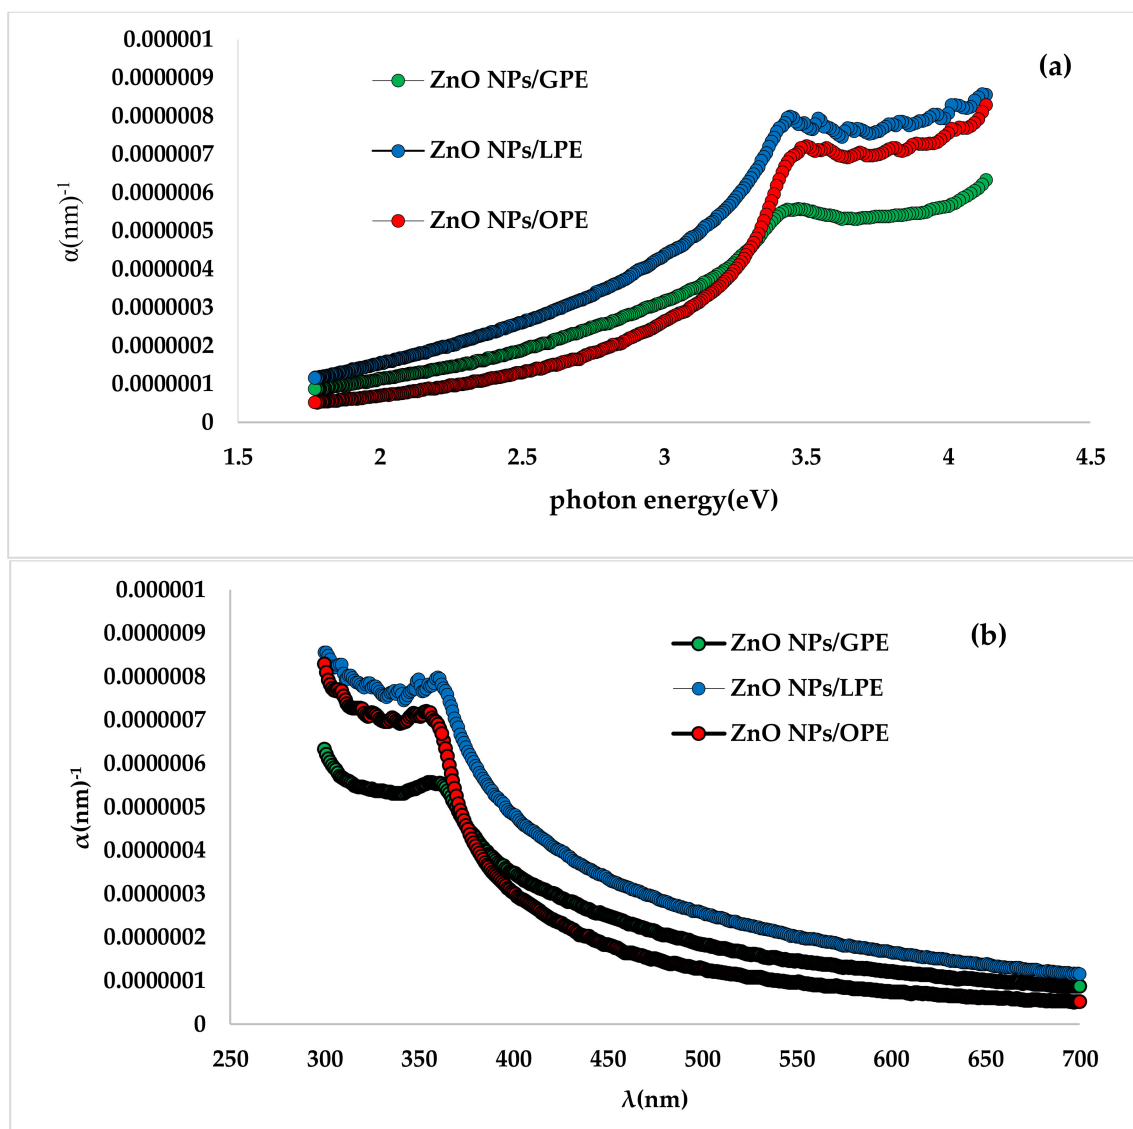 0.000001
0.0000009
0.0000008
0.0000007
0.0000006
0.0000005
0.0000004
0.0000003
0.0000002
0.0000001
0
α(nm)-1
ZnO NPs/GPE
ZnO NPs/LPE
ZnO NPs/OPE
(a)
1.5 2 2.5 3 3.5 4 4.5
photon energy(eV)
0.000001
0.0000009
0.0000008
0.0000007
0.0000006
0.0000005
0.0000004
0.0000003
0.0000002
0.0000001
0
α(nm)-1
ZnO NPs/GPE
ZnO NPs/LPE
ZnO NPs/OPE
(b)
250 300 350 400 450 500 550 600 650 700
λ(nm)